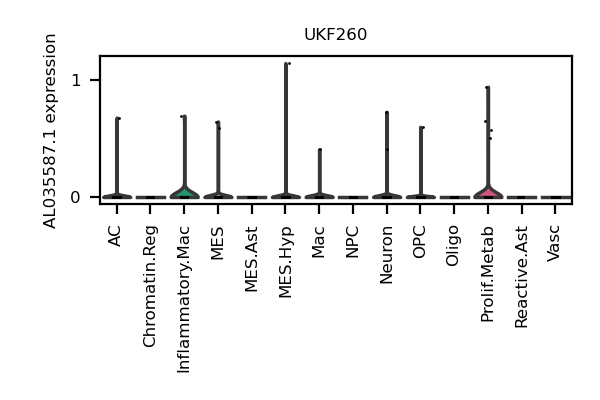 UKF260
AL035587.1 expression
1
0
AC
Chromatin.Reg
Inflammatory.Mac
MES
MES.Ast
MES.Hyp
Mac
NPC
Neuron
OPC
Oligo
Prolif.Metab
Reactive.Ast
Vasc